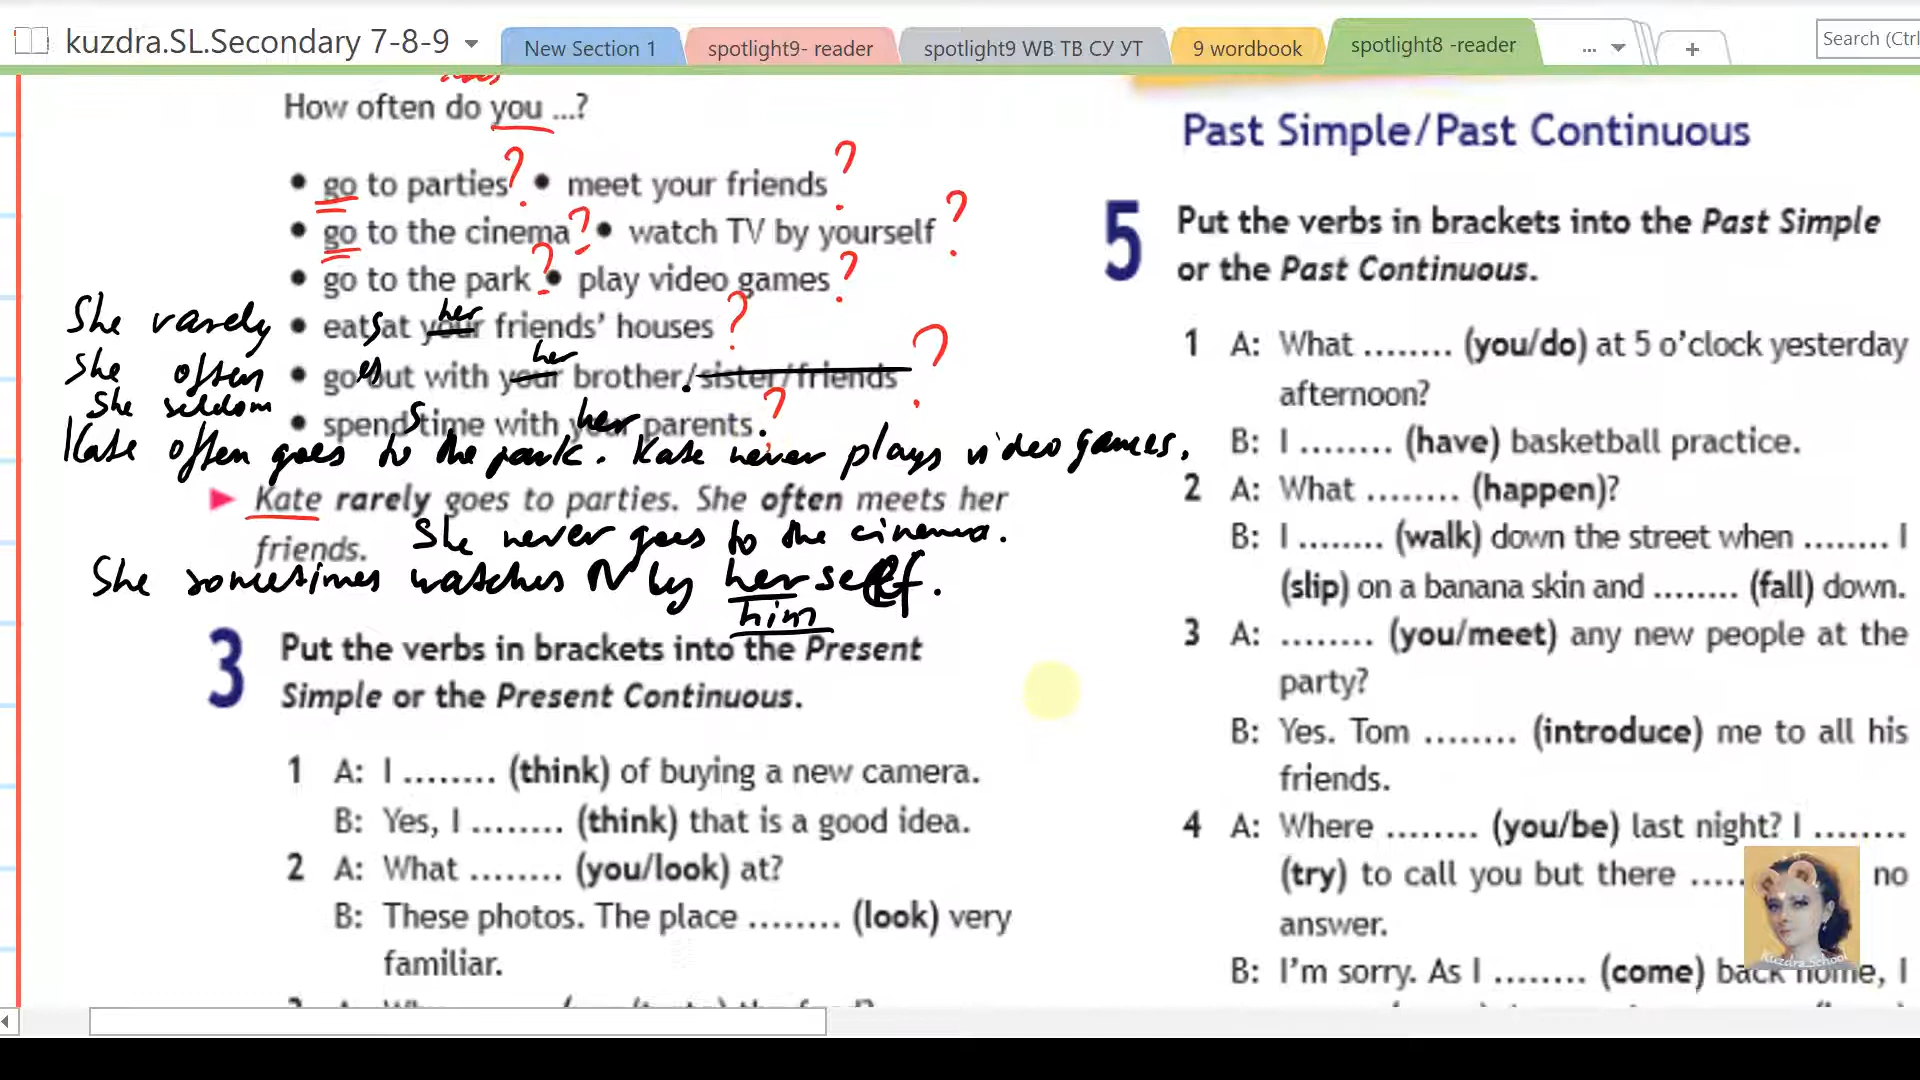 kuzdra.SL.Secondary 7-8-9
New Section 1
spotlight9- reader
spotlight9 WB TB СУ УТ
9 wordbook
spotlight8 -reader
...
+
Search (Ctrl
How often do you ...?
• go to parties? • meet your friends?
• go to the cinema? • watch TV by yourself?
• go to the park? • play video games?
She rarely • eats at your her friends’ houses?
She often • goes out with your her brother/sister/friends?
She seldom • spends time with your her parents.?
Kate often goes to the park. Kate never plays video games.
Kate rarely goes to parties. She often meets her
friends. She never goes to the cinema.
She sometimes watches TV by herself.
him
3 Put the verbs in brackets into the Present
Simple or the Present Continuous.
1 A: I ........ (think) of buying a new camera.
B: Yes, I ........ (think) that is a good idea.
2 A: What ........ (you/look) at?
B: These photos. The place ........ (look) very
familiar.
Past Simple/Past Continuous
5 Put the verbs in brackets into the Past Simple
or the Past Continuous.
1 A: What ........ (you/do) at 5 o’clock yesterday
afternoon?
B: I ........ (have) basketball practice.
2 A: What ........ (happen)?
B: I ........ (walk) down the street when ........ I
(slip) on a banana skin and ........ (fall) down.
3 A: ........ (you/meet) any new people at the
party?
B: Yes. Tom ........ (introduce) me to all his
friends.
4 A: Where ........ (you/be) last night? I ........
(try) to call you but there ..... no
answer.
B: I’m sorry. As I ........ (come) back home, I
Kuzdra.School